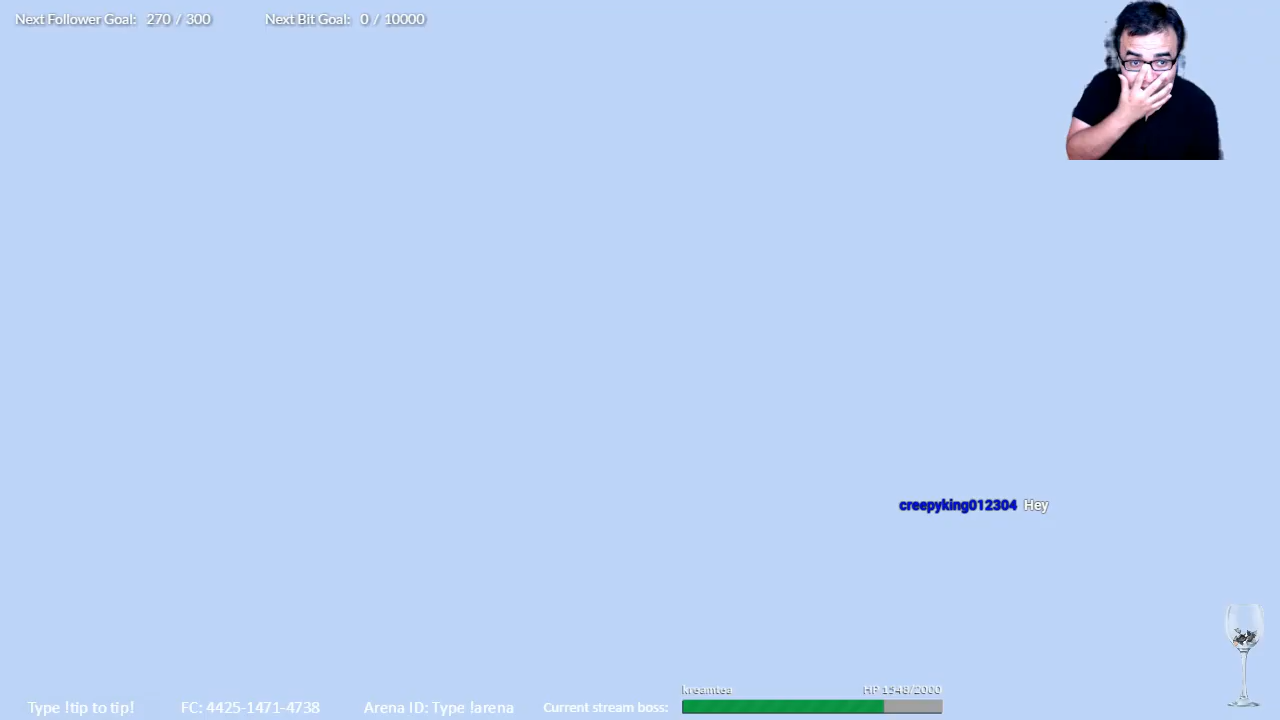 Next Follower Goal: 270 / 300 Next Bit Goal: 0 / 10000
creepyking012304 Hey
kreamtea HP 1548/2000
Type !tip to tip! FC: 4425-1471-4738 Arena ID: Type !arena Current stream boss: